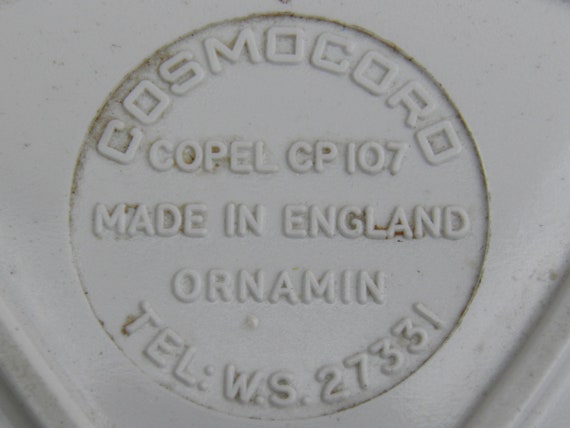 COSMOCORD
COPEL CP107
MADE IN ENGLAND
ORNAMIN
TEL: W.S. 27331